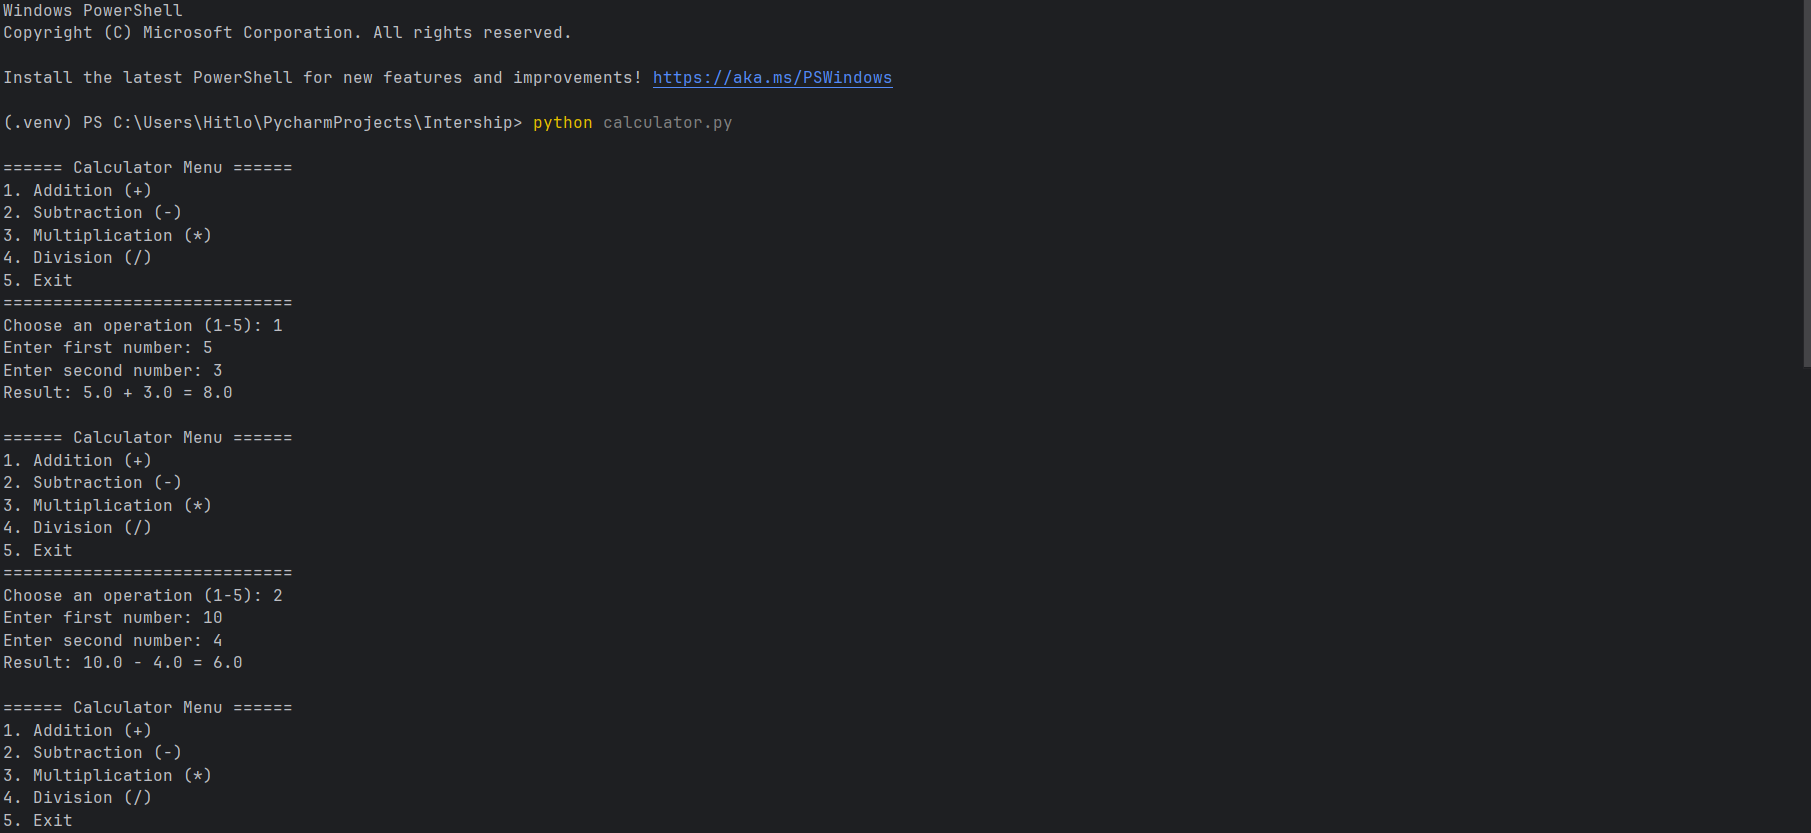 Windows PowerShell
Copyright (C) Microsoft Corporation. All rights reserved.
Install the latest PowerShell for new features and improvements! https://aka.ms/PSWindows
(.venv) PS C:\Users\Hitlo\PycharmProjects\Intership> python calculator.py
====== Calculator Menu ======
1. Addition (+)
2. Subtraction (-)
3. Multiplication (*)
4. Division (/)
5. Exit
=============================
Choose an operation (1-5): 1
Enter first number: 5
Enter second number: 3
Result: 5.0 + 3.0 = 8.0
====== Calculator Menu ======
1. Addition (+)
2. Subtraction (-)
3. Multiplication (*)
4. Division (/)
5. Exit
=============================
Choose an operation (1-5): 2
Enter first number: 10
Enter second number: 4
Result: 10.0 - 4.0 = 6.0
====== Calculator Menu ======
1. Addition (+)
2. Subtraction (-)
3. Multiplication (*)
4. Division (/)
5. Exit